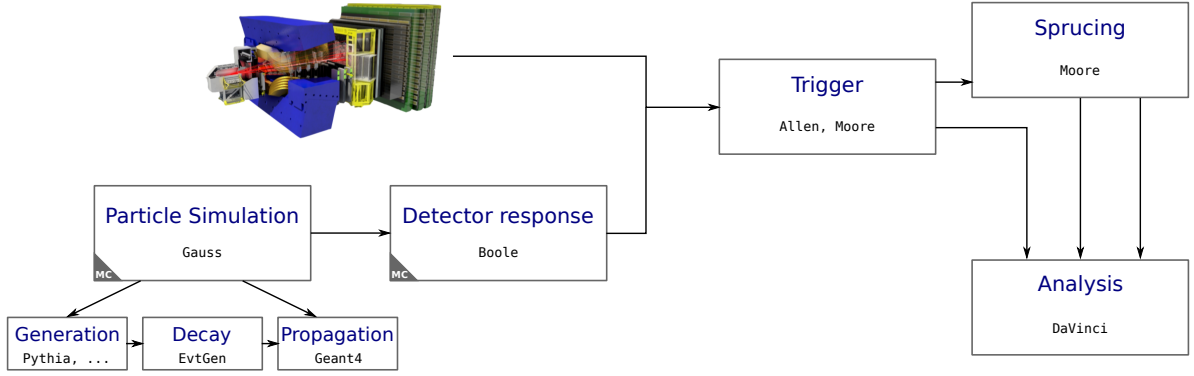 Sprucing
Moore
Trigger
Allen, Moore
Particle Simulation
Gauss
MC
Detector response
Boole
MC
Analysis
DaVinci
Generation
Pythia, ...
Decay
EvtGen
Propagation
Geant4